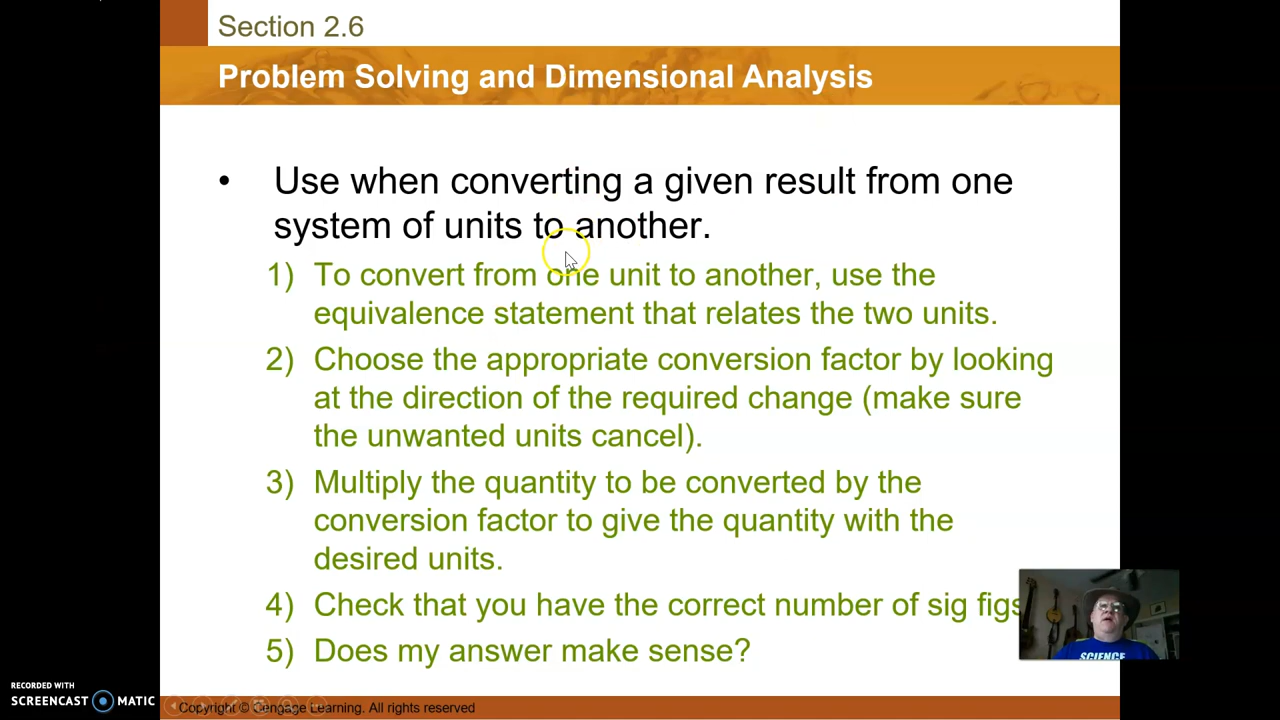 Section 2.6
Problem Solving and Dimensional Analysis
• Use when converting a given result from one
system of units to another.
1) To convert from one unit to another, use the
equivalence statement that relates the two units.
2) Choose the appropriate conversion factor by looking
at the direction of the required change (make sure
the unwanted units cancel).
3) Multiply the quantity to be converted by the
conversion factor to give the quantity with the
desired units.
4) Check that you have the correct number of sig figs
5) Does my answer make sense?
SCIENCE
RECORDED WITH
SCREENCAST MATIC
Copyright © Cengage Learning. All rights reserved